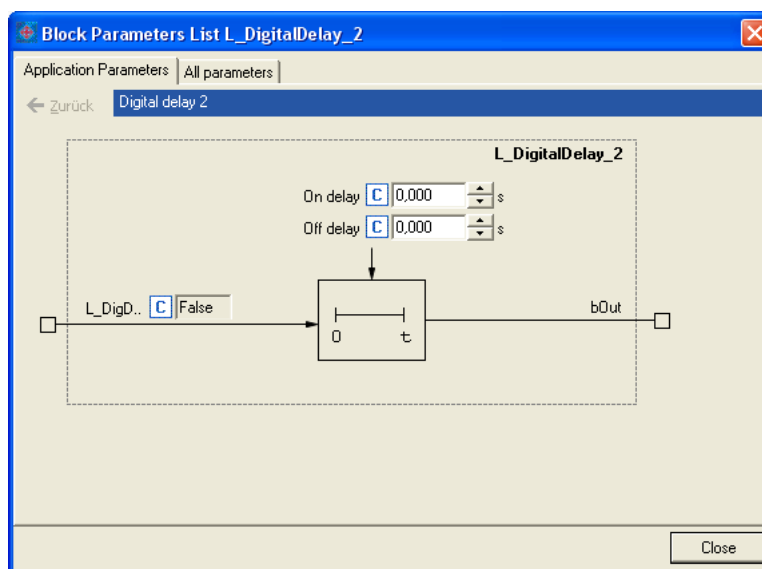 Block Parameters List L_DigitalDelay_2
Application Parameters All parameters
Zurück Digital delay 2
L_DigitalDelay_2
On delay C 0,000 s
Off delay C 0,000 s
L_DigD.. C False
bOut
0 t
Close